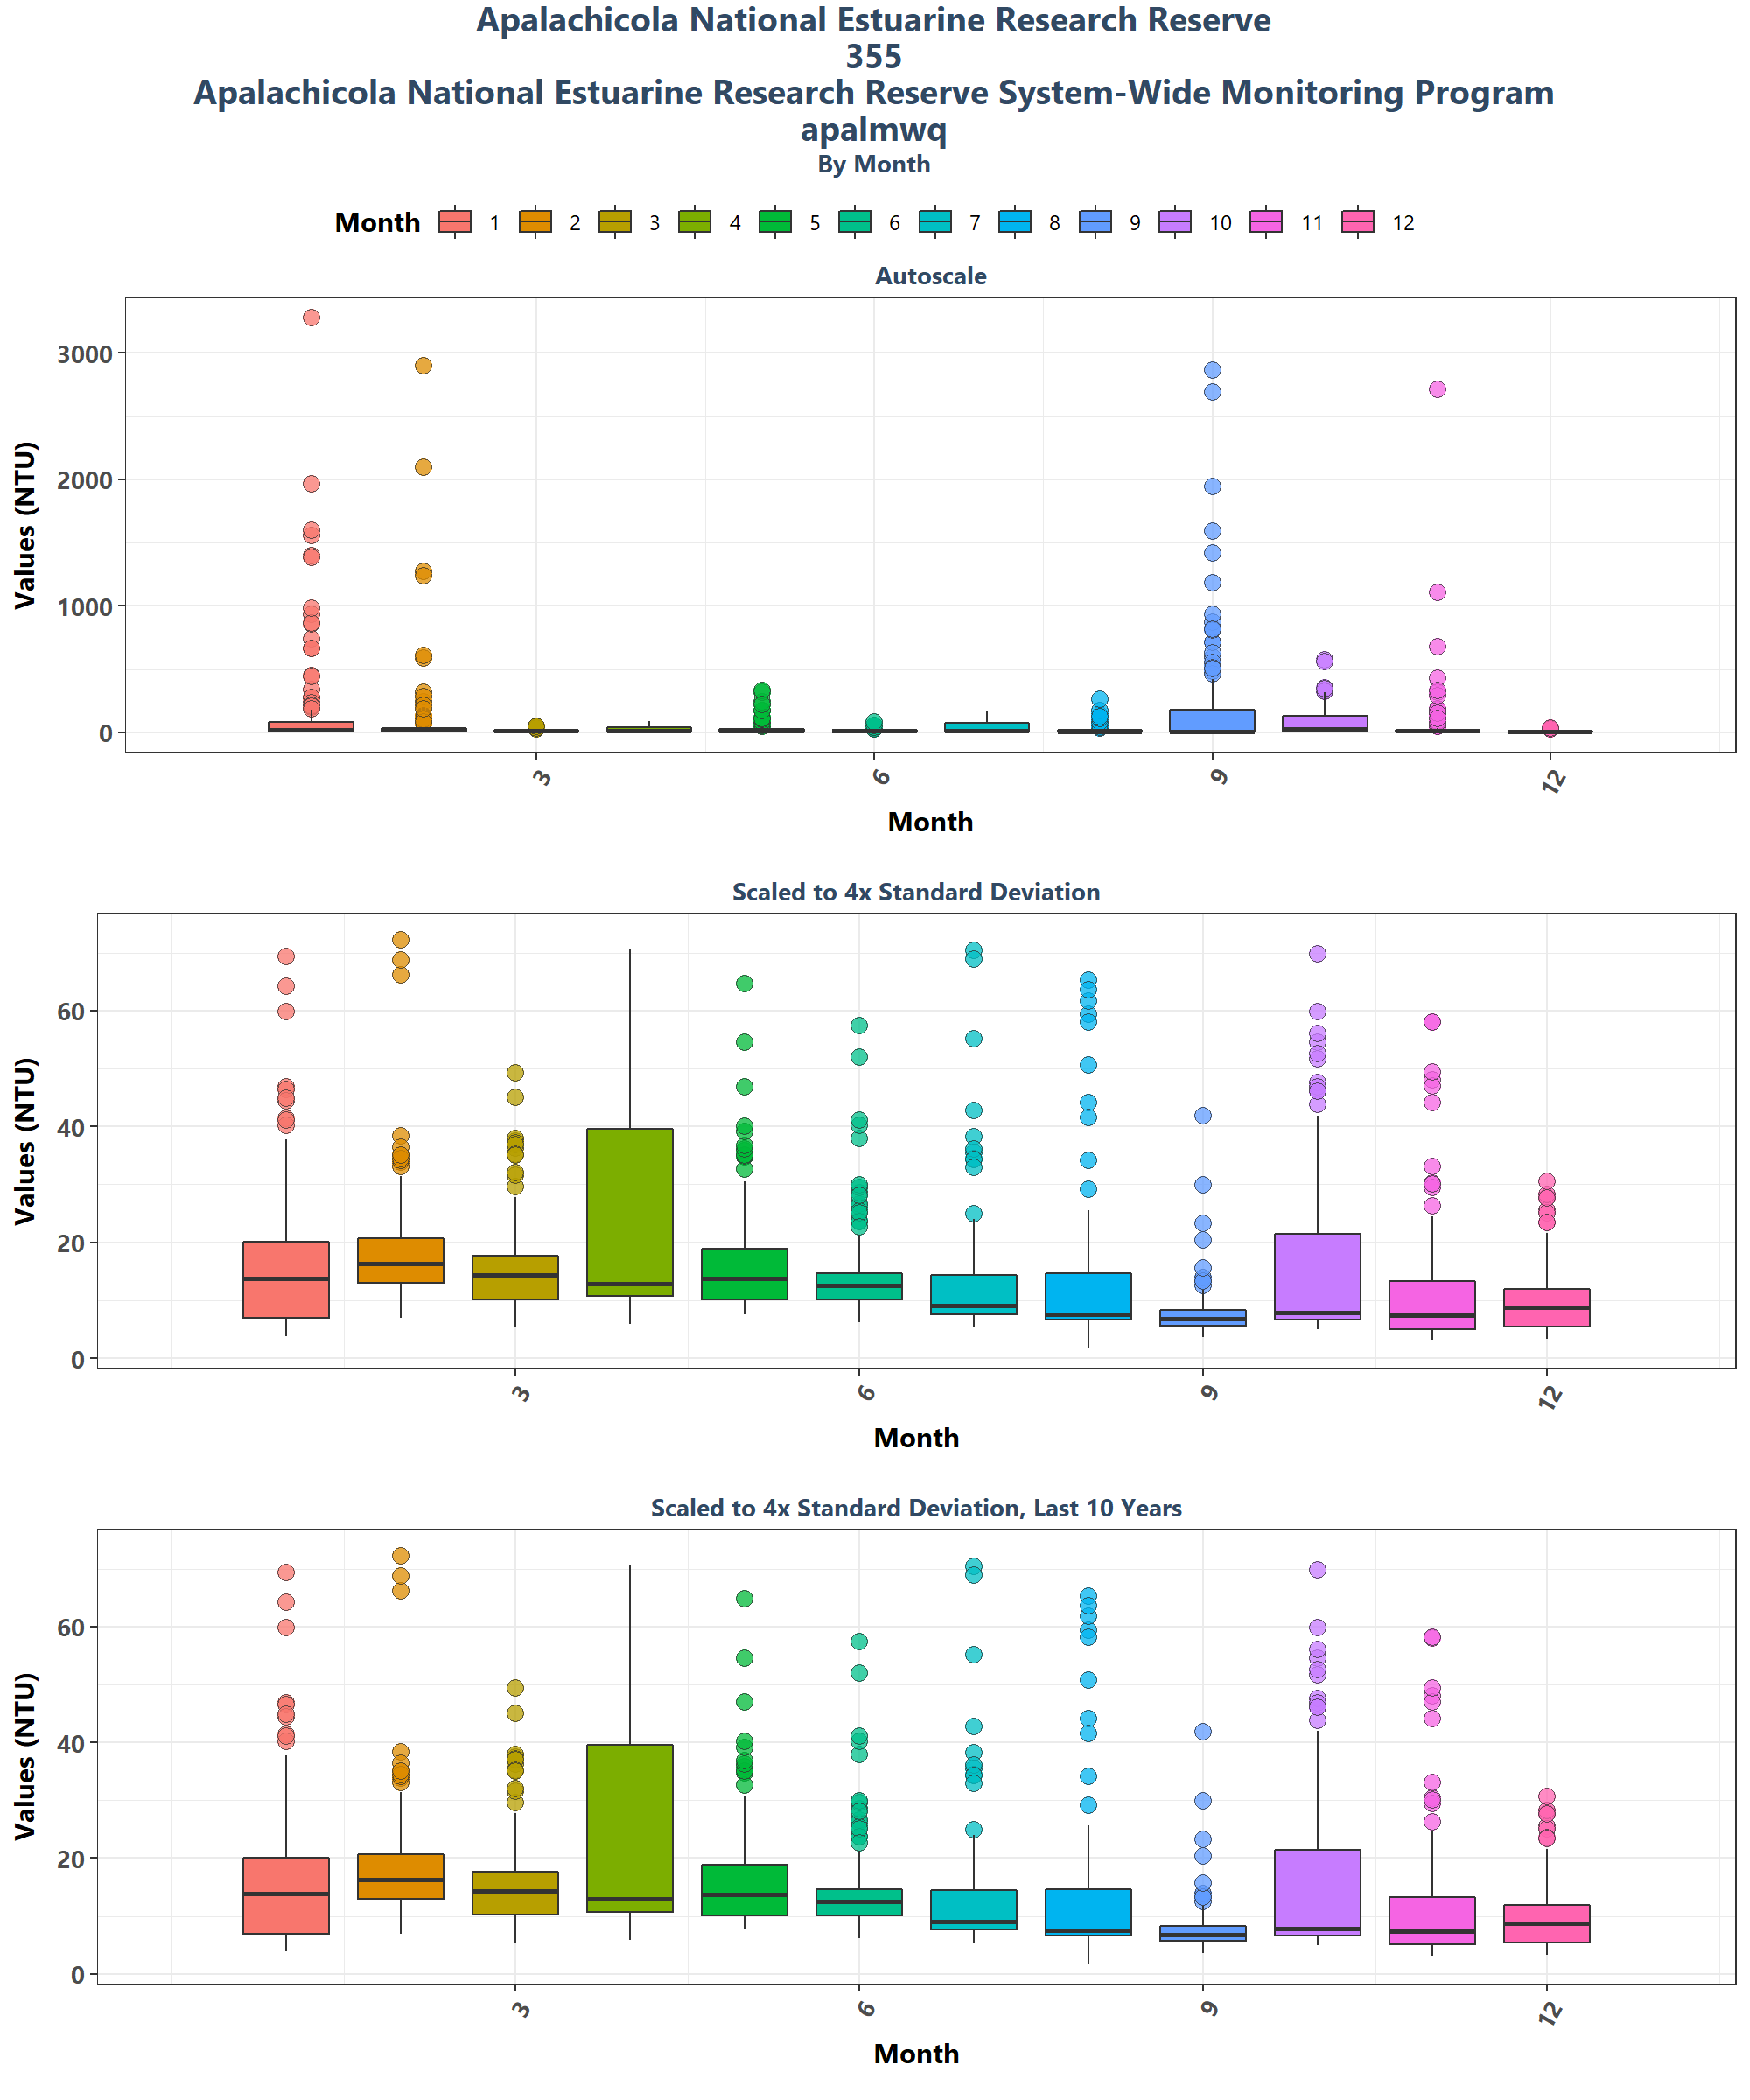 Apalachicola National Estuarine Research Reserve
355
Apalachicola National Estuarine Research Reserve System-Wide Monitoring Program
apalmwq
By Month
Month 1 2 3 4 5 6 7 8 9 10 11 12
Autoscale
Values (NTU)
3000
2000
1000
0
3 6 9 12
Month
Scaled to 4x Standard Deviation
Values (NTU)
60
40
20
0
3 6 9 12
Month
Scaled to 4x Standard Deviation, Last 10 Years
Values (NTU)
60
40
20
0
3 6 9 12
Month